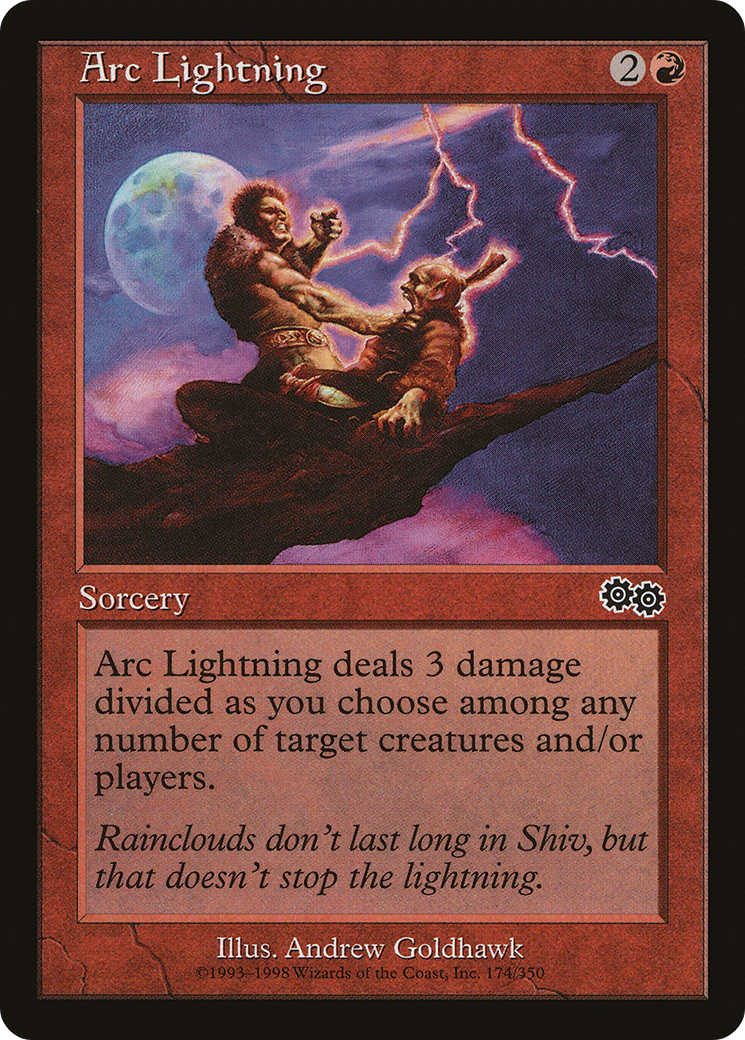 Arc Lightning
2
Sorcery
Arc Lightning deals 3 damage
divided as you choose among any
number of target creatures and/or
players.
Rainclouds don't last long in Shiv, but
that doesn't stop the lightning.
Illus. Andrew Goldhawk
©1993–1998 Wizards of the Coast, Inc. 174/350